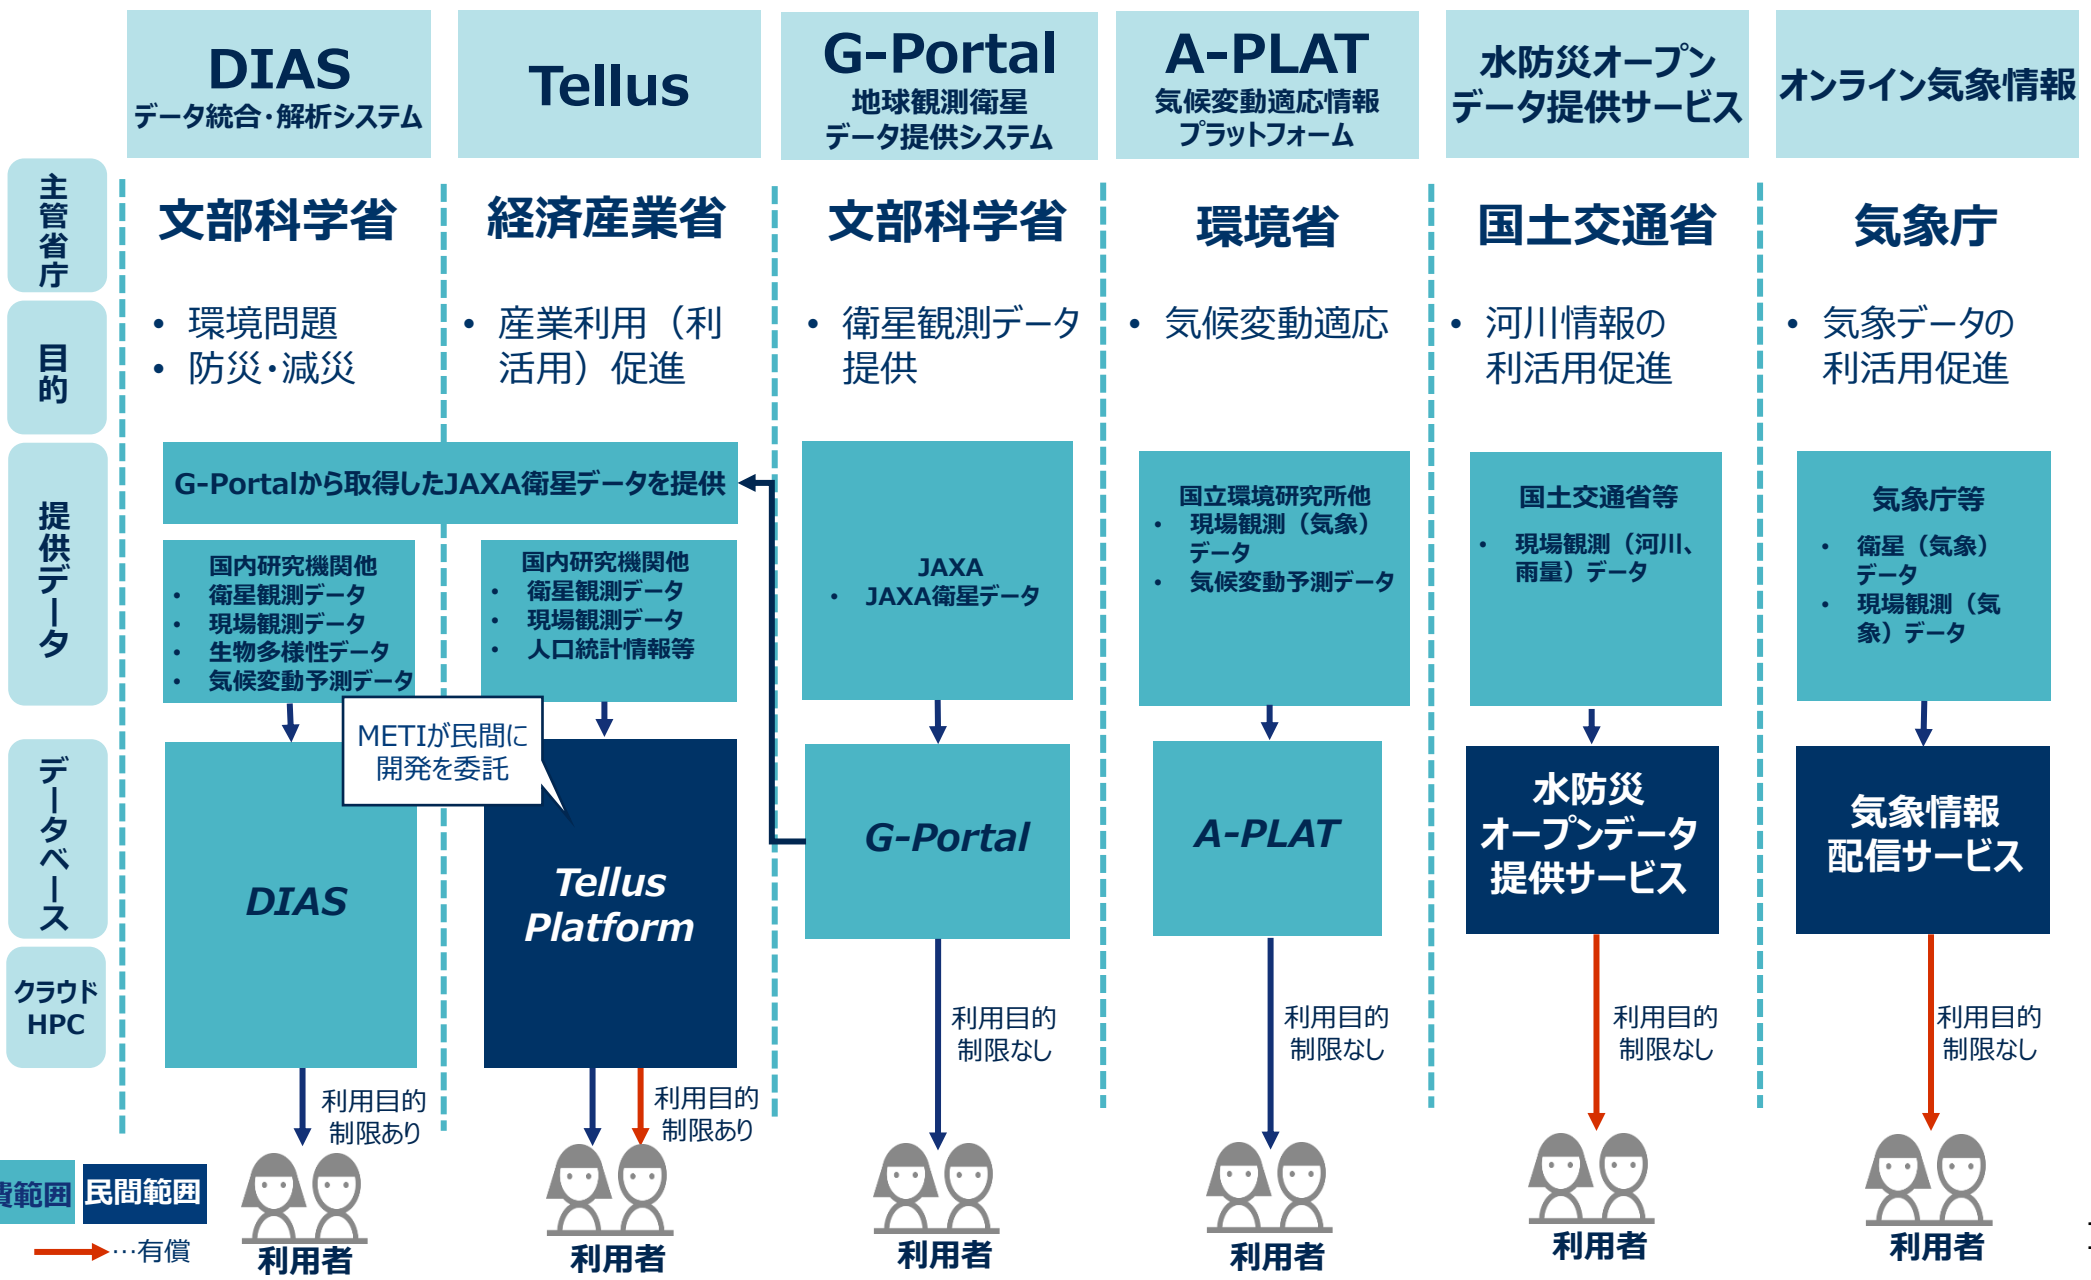 DIAS
データ統合・解析システム
Tellus
G-Portal
地球観測衛星
データ提供システム
A-PLAT
気候変動適応情報
プラットフォーム
水防災オープン
データ提供サービス
オンライン気象情報
主管省庁
文部科学省
経済産業省
文部科学省
環境省
国土交通省
気象庁
目的
• 環境問題
• 防災・減災
• 産業利用（利
活用）促進
• 衛星観測データ
提供
• 気候変動適応
• 河川情報の
利活用促進
• 気象データの
利活用促進
提供データ
G-Portalから取得したJAXA衛星データを提供
国内研究機関他
• 衛星観測データ
• 現場観測データ
• 生物多様性データ
• 気候変動予測データ
国内研究機関他
• 衛星観測データ
• 現場観測データ
• 人口統計情報等
JAXA
• JAXA衛星データ
国立環境研究所他
• 現場観測（気象）
データ
• 気候変動予測データ
国土交通省等
• 現場観測（河川、
雨量）データ
気象庁等
• 衛星（気象）
データ
• 現場観測（気
象）データ
METIが民間に
開発を委託
データベース
クラウド
HPC
DIAS
Tellus
Platform
G-Portal
A-PLAT
水防災
オープンデータ
提供サービス
気象情報
配信サービス
利用目的
制限あり
利用目的
制限あり
利用目的
制限なし
利用目的
制限なし
利用目的
制限なし
利用目的
制限なし
利用者
利用者
利用者
利用者
利用者
利用者
費範囲
民間範囲
…有償